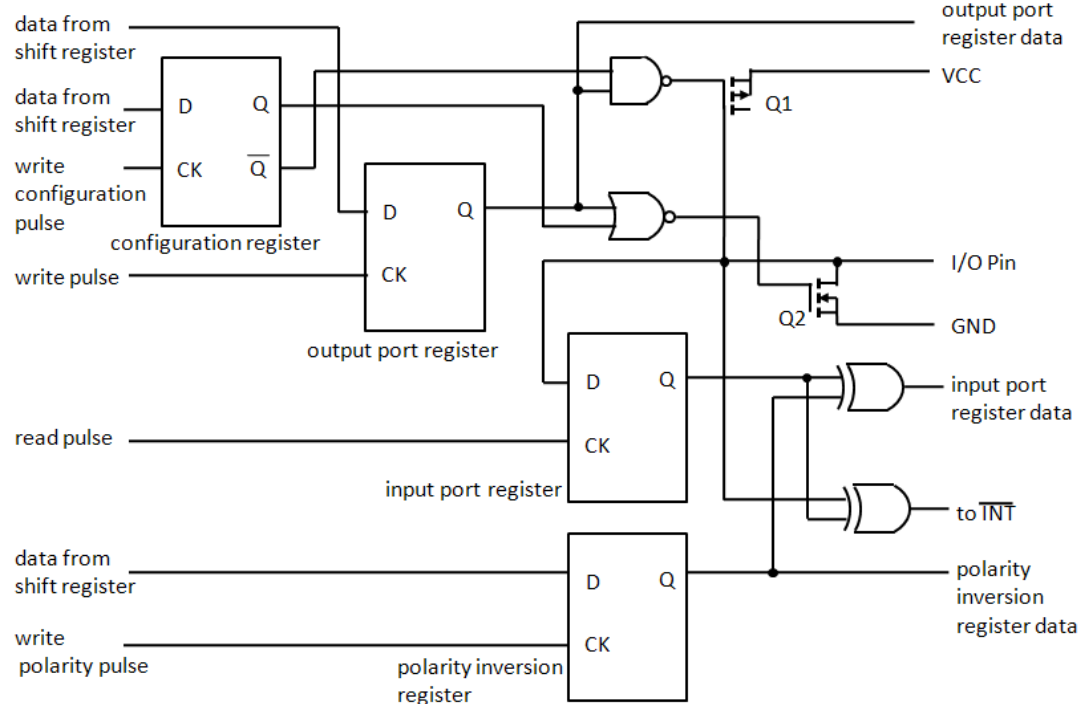 data from
shift register
output port
register data
VCC
Q1
data from
shift register
D
Q
write
configuration
pulse
CK
Q
configuration register
D
Q
write pulse
CK
output port register
I/O Pin
Q2
GND
D
Q
input port
register data
read pulse
CK
input port register
to INT
data from
shift register
D
Q
polarity
inversion
register data
write
polarity pulse
CK
polarity inversion
register